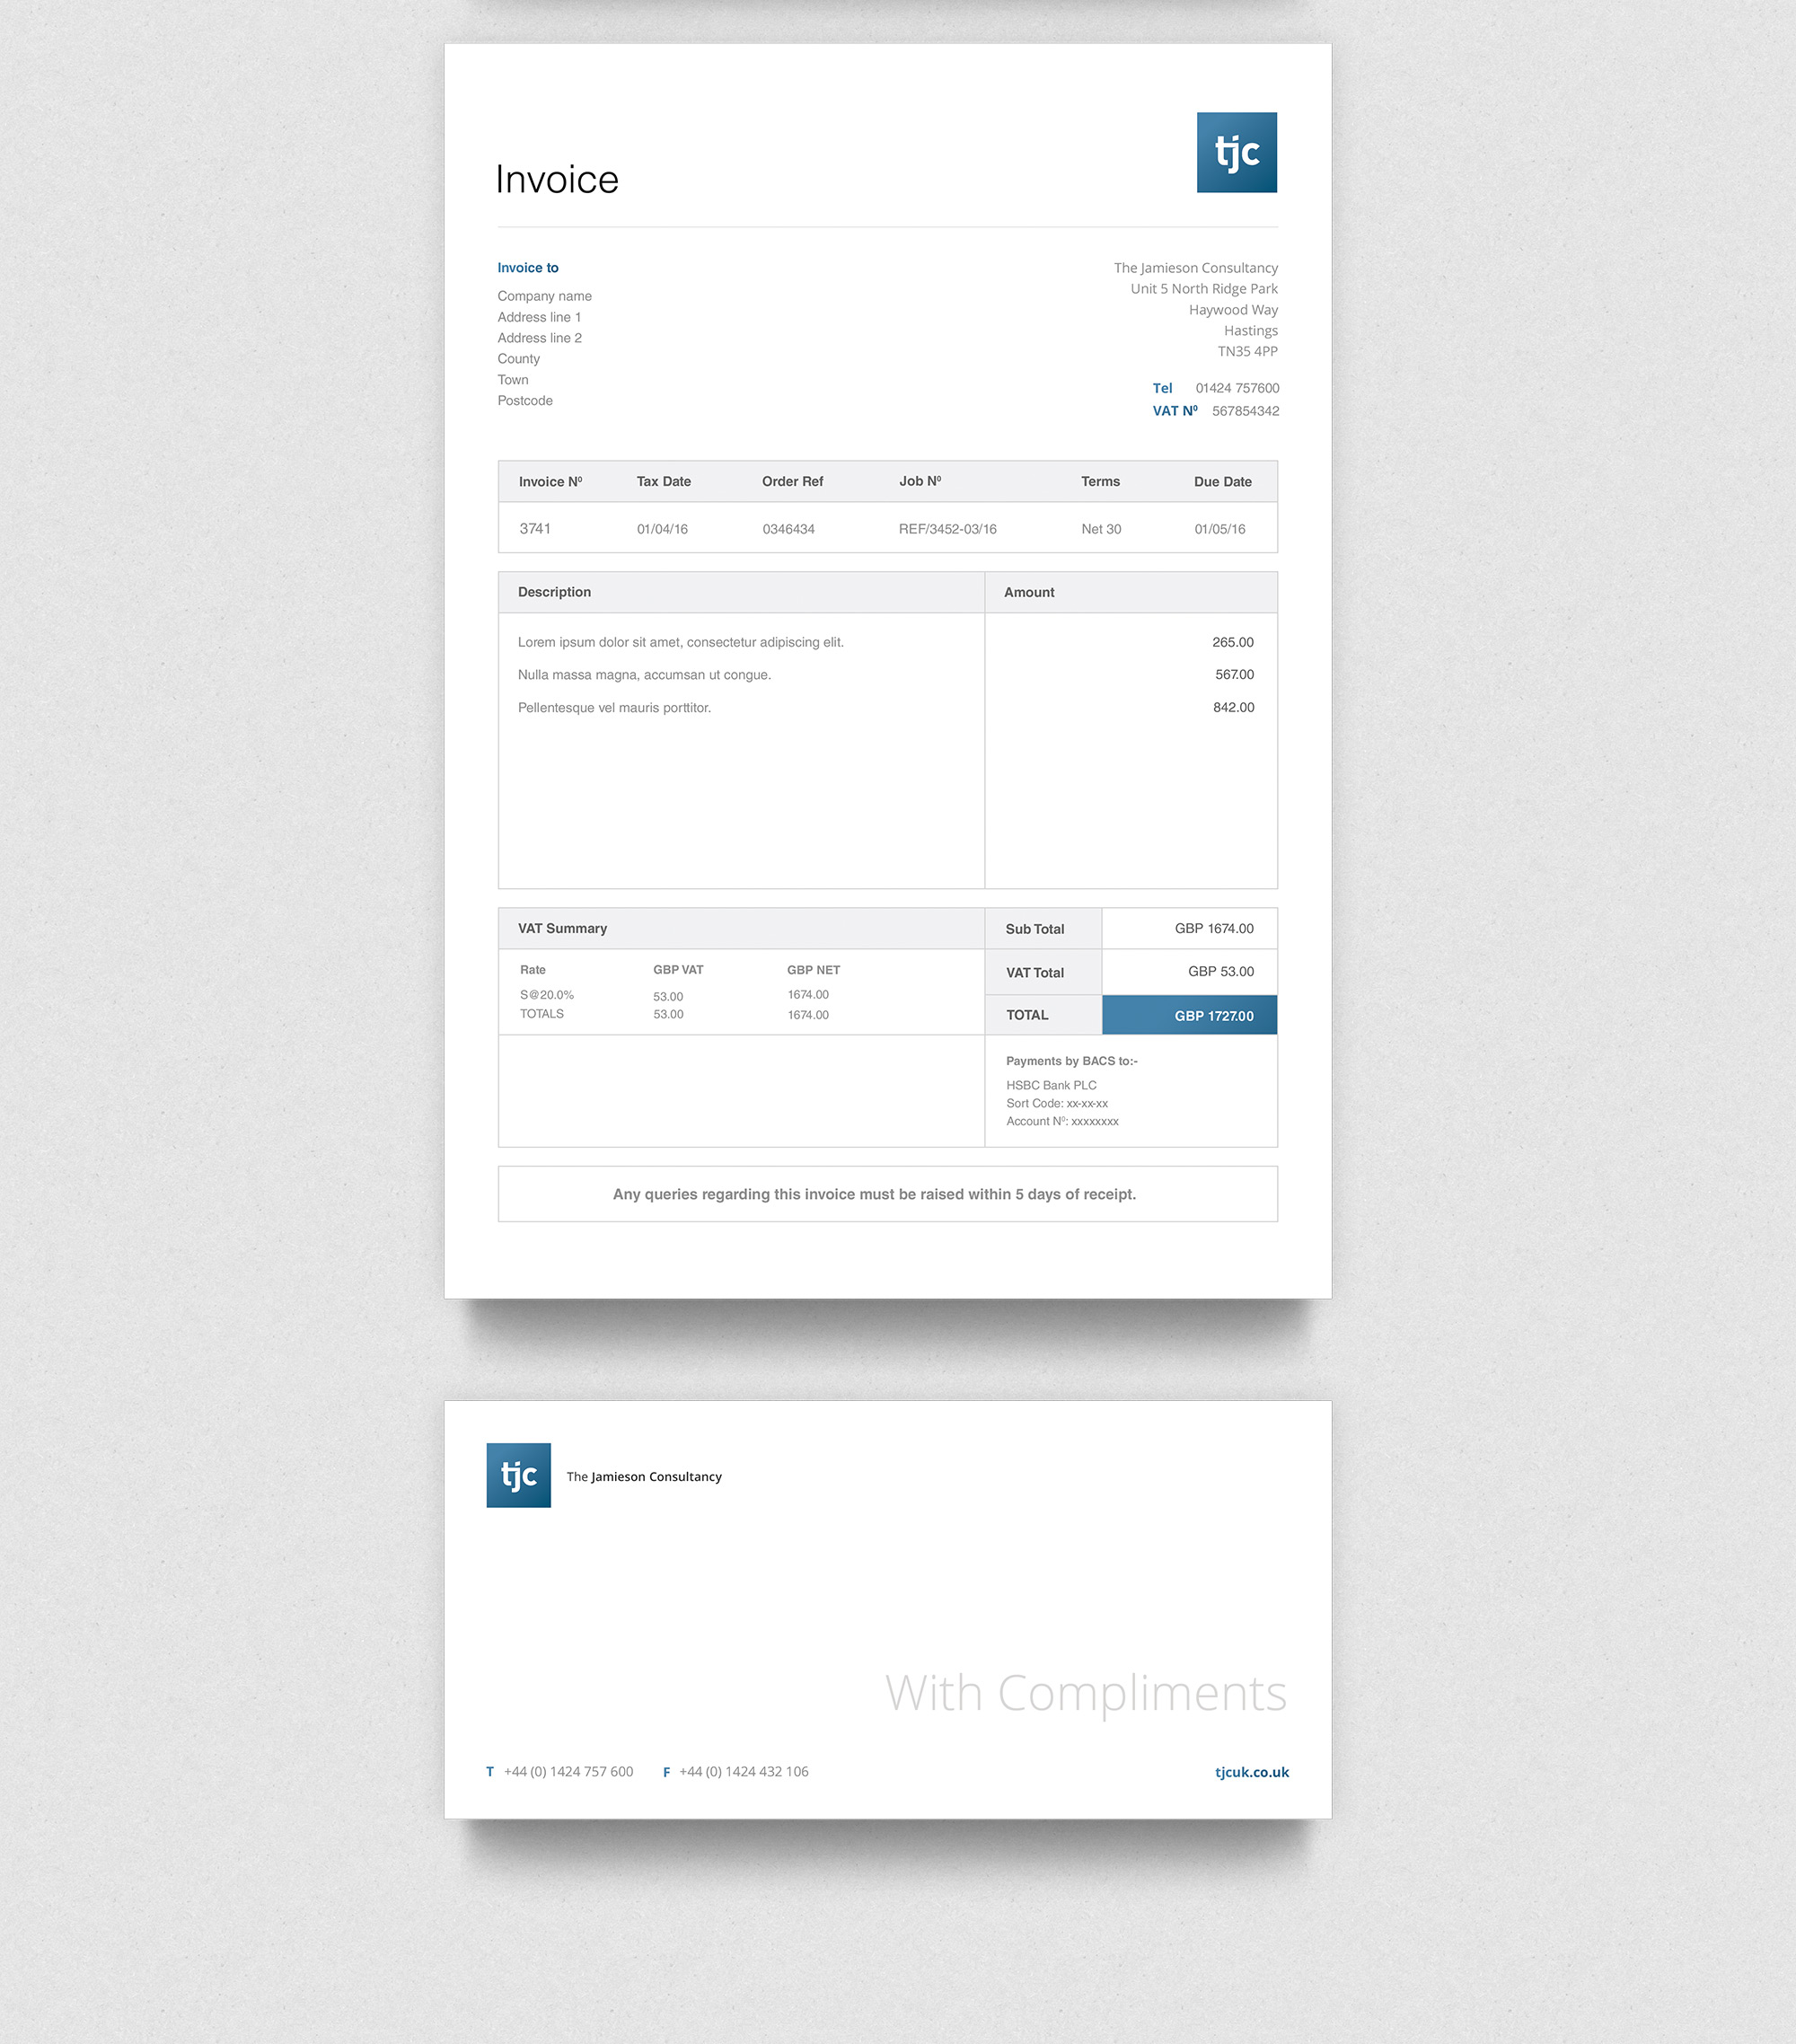 tjc
Invoice
Invoice to
Company name
Address line 1
Address line 2
County
Town
Postcode
The Jamieson Consultancy
Unit 5 North Ridge Park
Haywood Way
Hastings
TN35 4PP
Tel 01424 757600
VAT Nº 567854342
Invoice Nº Tax Date Order Ref Job Nº Terms Due Date
3741 01/04/16 0346434 REF/3452-03/16 Net 30 01/05/16
Description Amount
Lorem ipsum dolor sit amet, consectetur adipiscing elit. 265.00
Nulla massa magna, accumsan ut congue. 567.00
Pellentesque vel mauris porttitor. 842.00
VAT Summary
Rate GBP VAT GBP NET
S@20.0% 53.00 1674.00
TOTALS 53.00 1674.00
Sub Total GBP 1674.00
VAT Total GBP 53.00
TOTAL GBP 1727.00
Payments by BACS to:-
HSBC Bank PLC
Sort Code: xx-xx-xx
Account Nº: xxxxxxxx
Any queries regarding this invoice must be raised within 5 days of receipt.
tjc The Jamieson Consultancy
With Compliments
T +44 (0) 1424 757 600 F +44 (0) 1424 432 106 tjcuk.co.uk